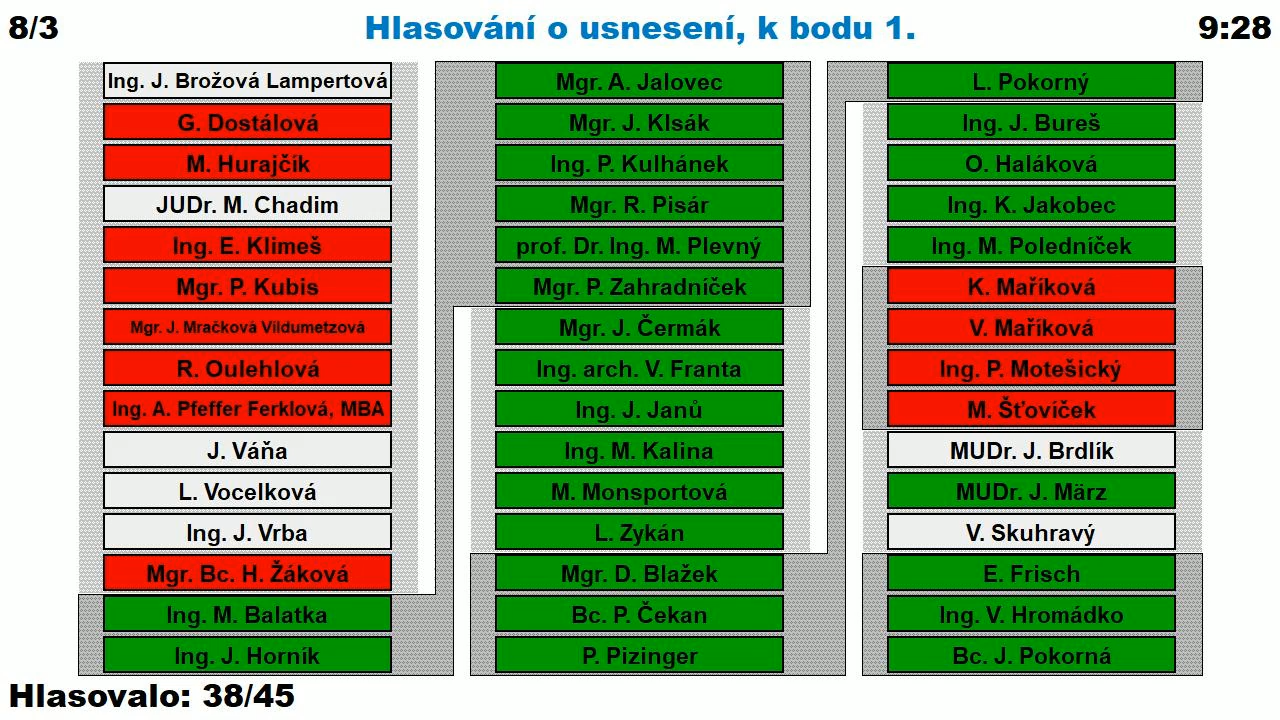 8/3
Hlasování o usnesení, k bodu 1.
9:28
Ing. J. Brožová Lampertová
G. Dostálová
M. Hurajčík
JUDr. M. Chadim
Ing. E. Klimeš
Mgr. P. Kubis
Mgr. J. Mračková Vildumetzová
R. Oulehlová
Ing. A. Pfeffer Ferklová, MBA
J. Váňa
L. Vocelková
Ing. J. Vrba
Mgr. Bc. H. Žáková
Ing. M. Balatka
Ing. J. Horník
Mgr. A. Jalovec
Mgr. J. Klsák
Ing. P. Kulhánek
Mgr. R. Pisár
prof. Dr. Ing. M. Plevný
Mgr. P. Zahradníček
Mgr. J. Čermák
Ing. arch. V. Franta
Ing. J. Janů
Ing. M. Kalina
M. Monsportová
L. Zykán
Mgr. D. Blažek
Bc. P. Čekan
P. Pizinger
L. Pokorný
Ing. J. Bureš
O. Haláková
Ing. K. Jakobec
Ing. M. Poledníček
K. Maříková
V. Maříková
Ing. P. Motešický
M. Šťovíček
MUDr. J. Brdlík
MUDr. J. März
V. Skuhravý
E. Frisch
Ing. V. Hromádko
Bc. J. Pokorná
Hlasovalo: 38/45